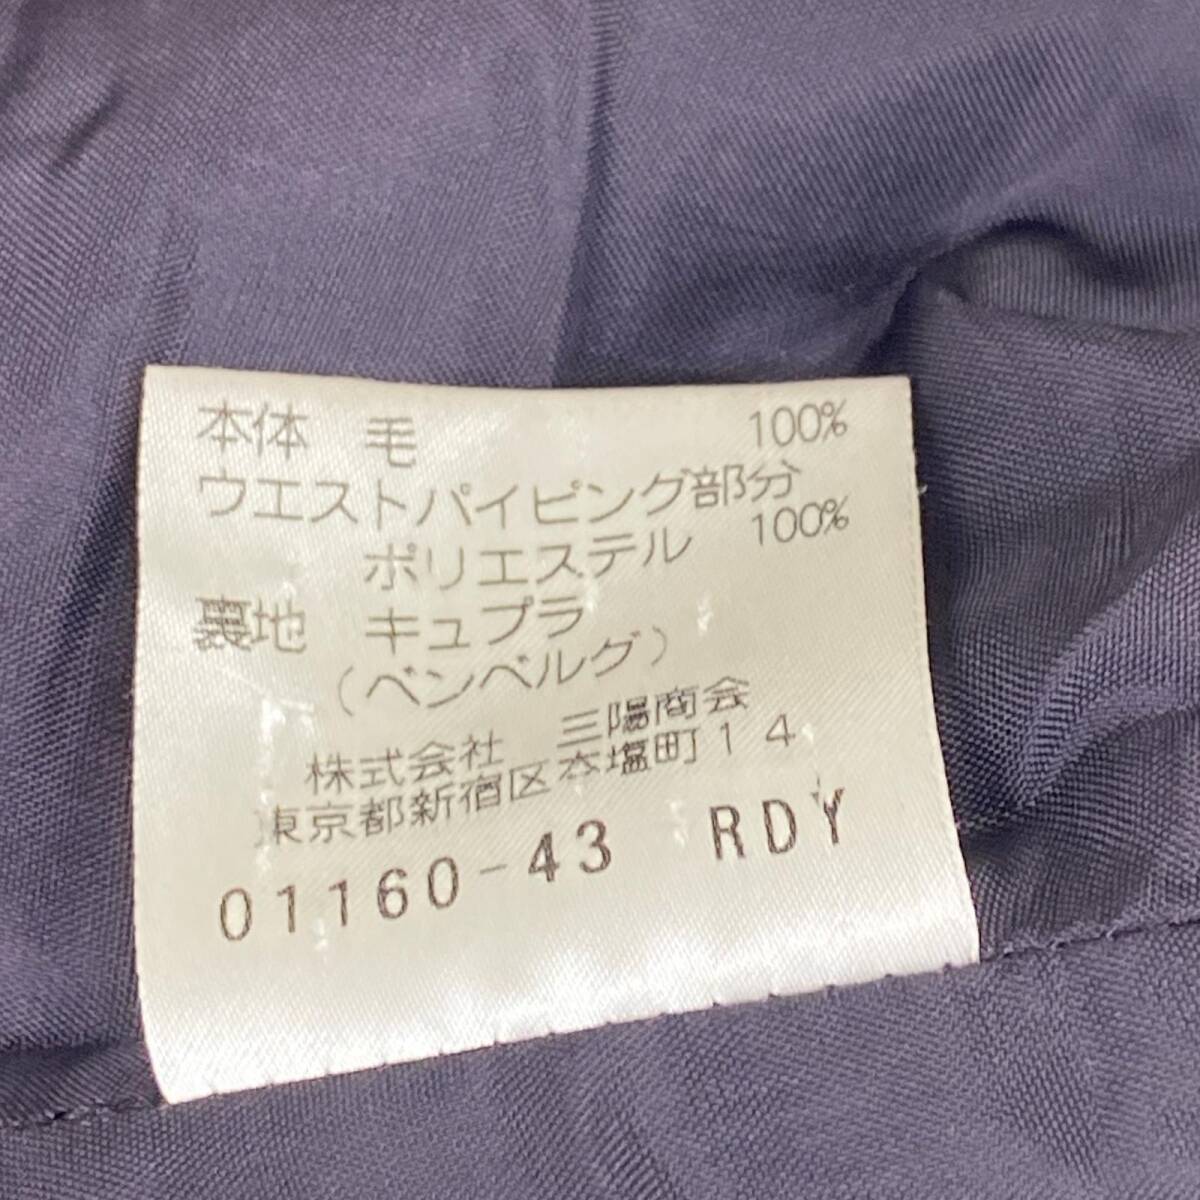 本体 毛 100%
ウエストパイピング部分
ポリエステル 100%
裏地 キュプラ
(ベンベルグ)
株式会社 三陽商会
東京都新宿区本塩町14
01160-43 RDY